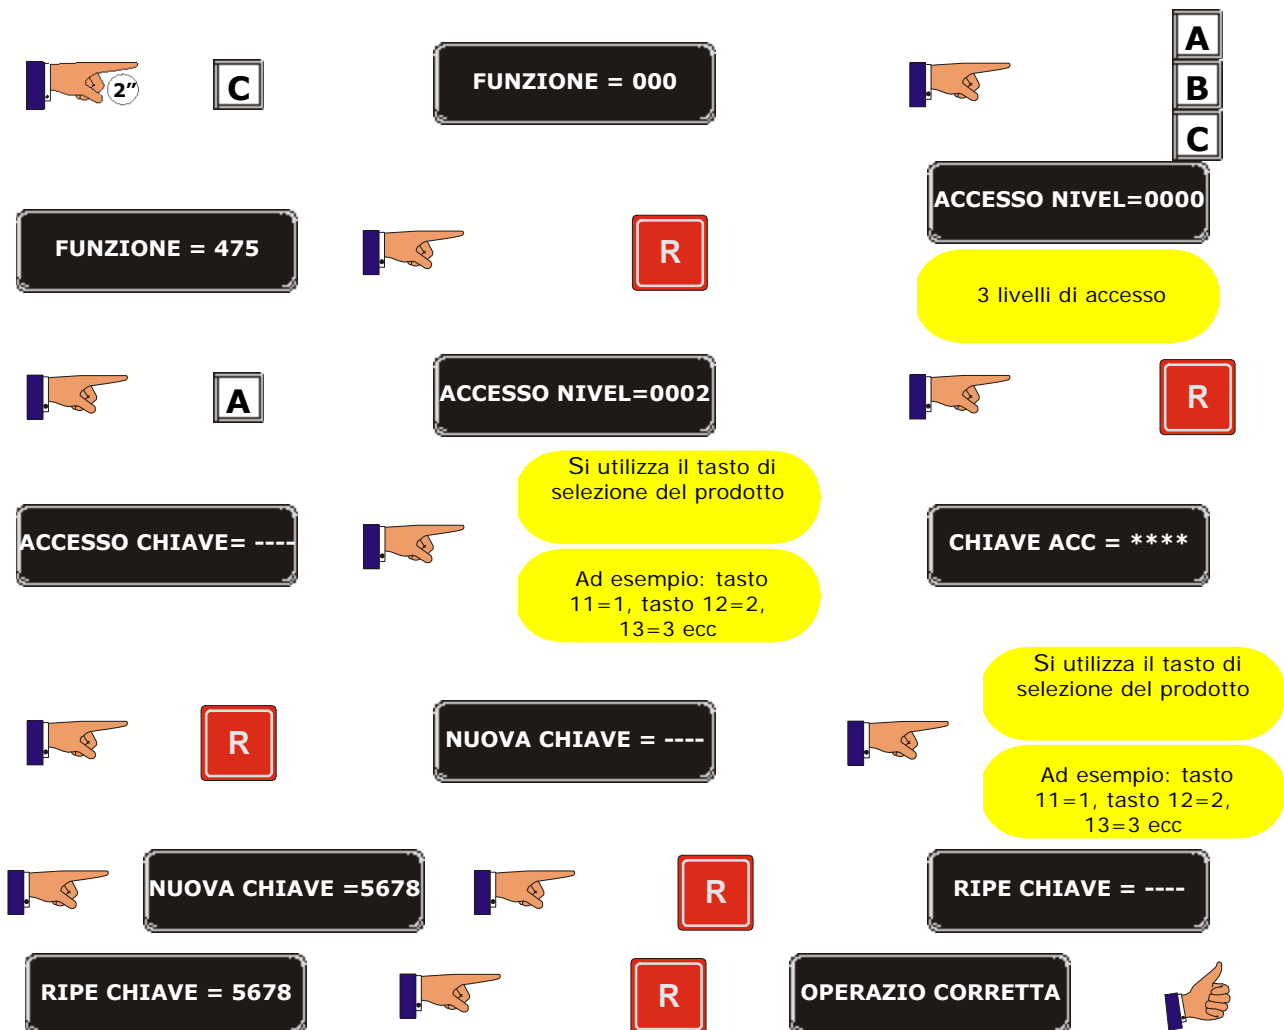 2”
C
FUNZIONE = 000
A
B
C
FUNZIONE = 475
R
ACCESSO NIVEL=0000
3 livelli di accesso
A
ACCESSO NIVEL=0002
R
ACCESSO CHIAVE= ----
Si utilizza il tasto di
selezione del prodotto
Ad esempio: tasto
11=1, tasto 12=2,
13=3 ecc
CHIAVE ACC = ****
R
NUOVA CHIAVE = ----
Si utilizza il tasto di
selezione del prodotto
Ad esempio: tasto
11=1, tasto 12=2,
13=3 ecc
NUOVA CHIAVE =5678
R
RIPE CHIAVE = ----
RIPE CHIAVE = 5678
R
OPERAZIO CORRETTA